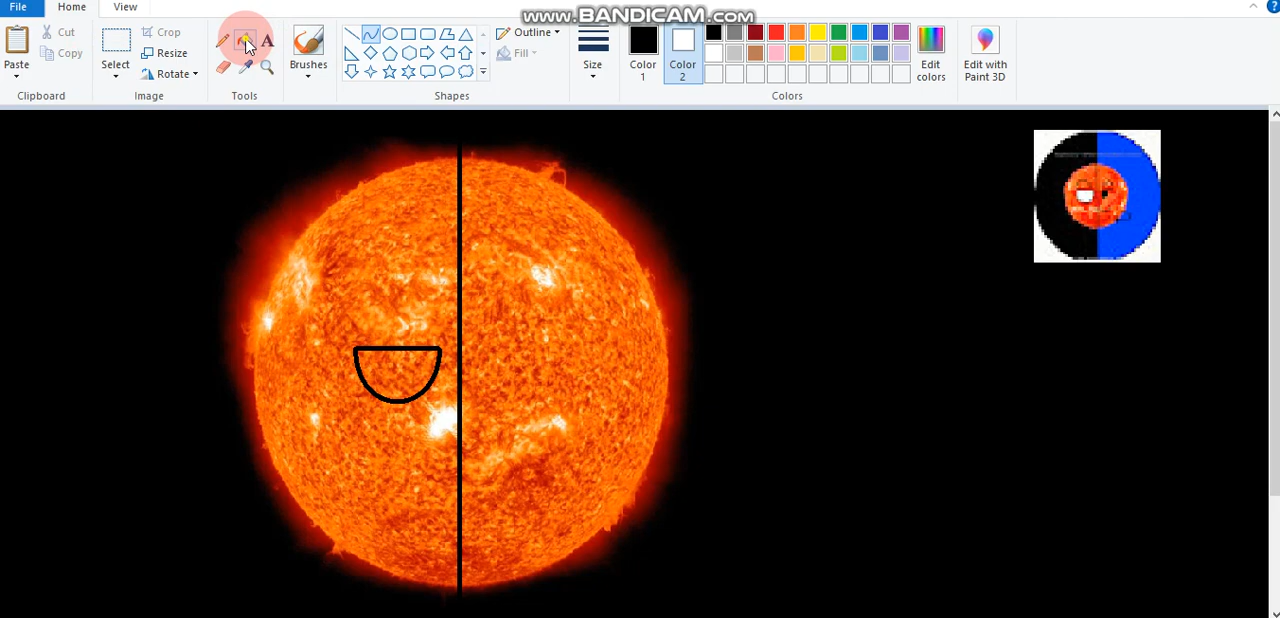 File
Home
View
www.BANDICAM.com
Paste
Cut
Copy
Clipboard
Select
Crop
Resize
Rotate
Image
A
Tools
Brushes
Outline
Fill
Shapes
Size
Color
1
Color
2
Colors
Edit
colors
Edit with
Paint 3D
?